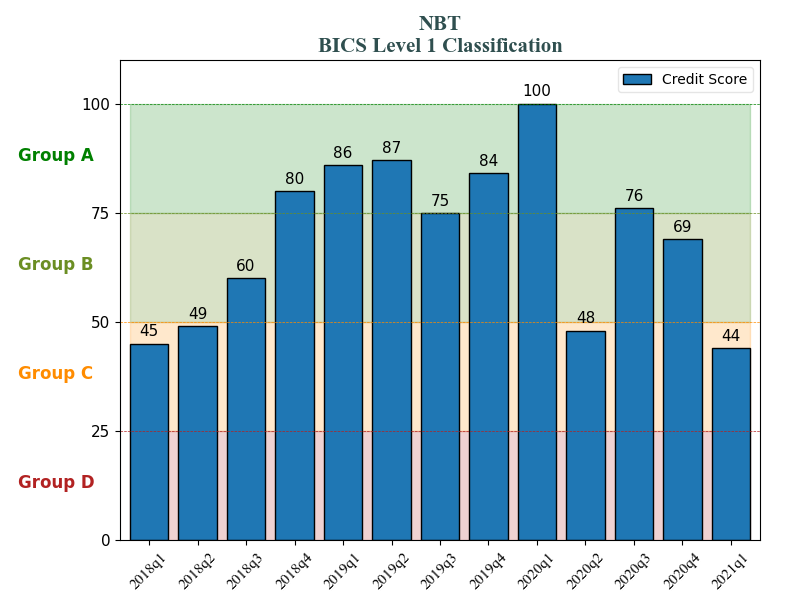 NBT
BICS Level 1 Classification
Credit Score
100
75
50
25
0
Group A
Group B
Group C
Group D
45
49
60
80
86
87
75
84
100
48
76
69
44
2018q1
2018q2
2018q3
2018q4
2019q1
2019q2
2019q3
2019q4
2020q1
2020q2
2020q3
2020q4
2021q1